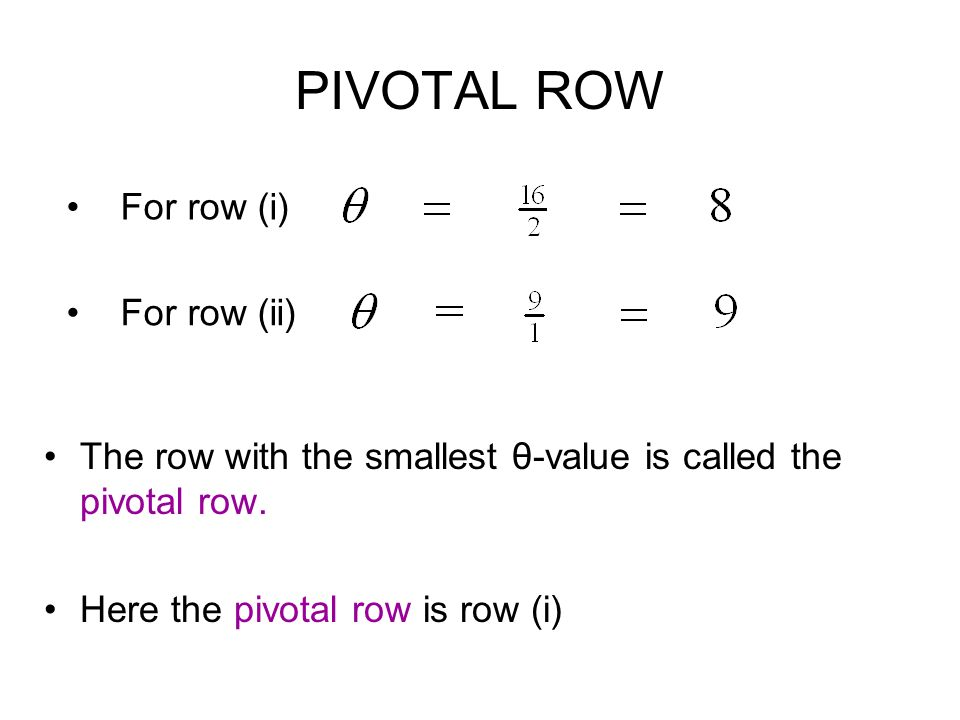 PIVOTAL ROW
• For row (i) θ = 16/2 = 8
• For row (ii) θ = 9/1 = 9
• The row with the smallest θ-value is called the
pivotal row.
• Here the pivotal row is row (i)